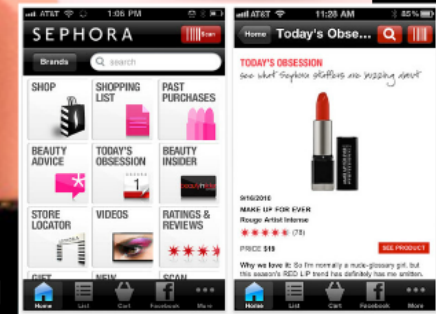 AT&T 1:05 PM
SEPHORA Scan
Brands search
SHOP
SHOPPING LIST
PAST PURCHASES
BEAUTY ADVICE
TODAY'S OBSESSION
1
BEAUTY INSIDER
STORE LOCATOR
VIDEOS
RATINGS & REVIEWS
GIFT
NEW
SCAN
Home List Cart Facebook More
AT&T 11:28 AM 85%
Home Today's Obse...
TODAY'S OBSESSION
see what Sephora staffers are buzzing about
9/16/2010
MAKE UP FOR EVER
Rouge Artist Intense
(78)
PRICE $19 SEE PRODUCT
Why we love it: So I'm normally a nude-glossary girl, but
this season's RED LIP trend has definitely has me smitten.
Home List Cart Facebook More